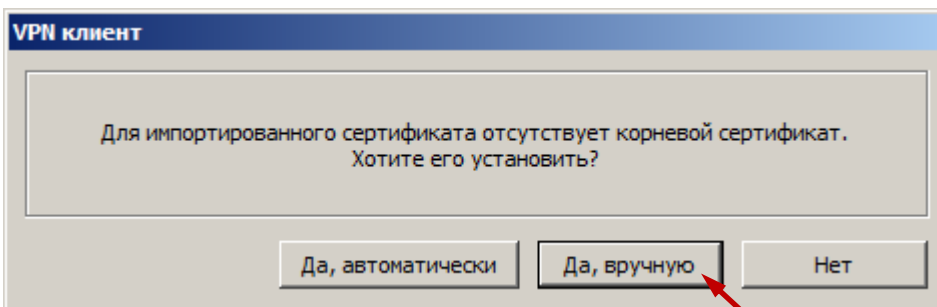 VPN клиент
Для импортированного сертификата отсутствует корневой сертификат.
Хотите его установить?
Да, автоматически
Да, вручную
Нет